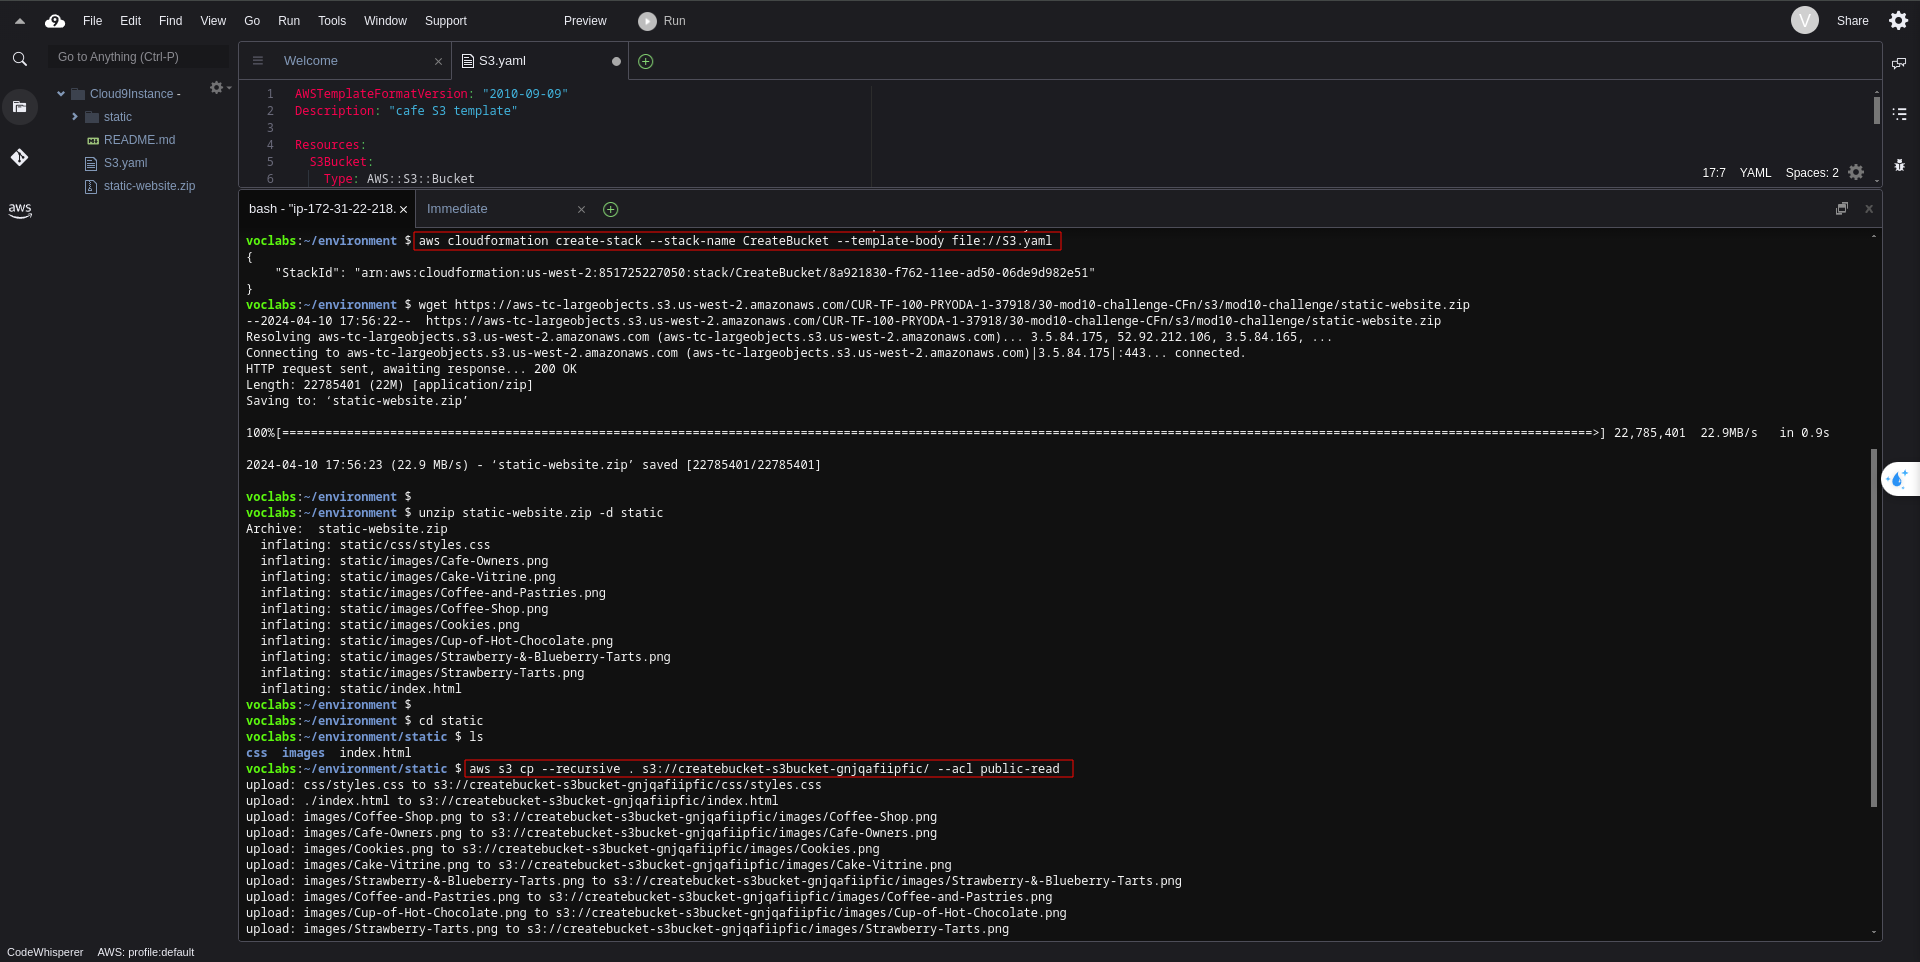 File Edit Find View Go Run Tools Window Support Preview Run V Share
Go to Anything (Ctrl-P)
Cloud9Instance -
static
README.md
S3.yaml
static-website.zip
aws
Welcome
S3.yaml
1 AWSTemplateFormatVersion: "2010-09-09"
2 Description: "cafe S3 template"
3
4 Resources:
5 S3Bucket:
6 Type: AWS::S3::Bucket
17:7 YAML Spaces: 2
bash - "ip-172-31-22-218.
Immediate
voclabs:~/environment $ aws cloudformation create-stack --stack-name CreateBucket --template-body file://S3.yaml
{
"StackId": "arn:aws:cloudformation:us-west-2:851725227050:stack/CreateBucket/8a921830-f762-11ee-ad50-06de9d982e51"
}
voclabs:~/environment $ wget https://aws-tc-largeobjects.s3.us-west-2.amazonaws.com/CUR-TF-100-PRYODA-1-37918/30-mod10-challenge-CFn/s3/mod10-challenge/static-website.zip
--2024-04-10 17:56:22-- https://aws-tc-largeobjects.s3.us-west-2.amazonaws.com/CUR-TF-100-PRYODA-1-37918/30-mod10-challenge-CFn/s3/mod10-challenge/static-website.zip
Resolving aws-tc-largeobjects.s3.us-west-2.amazonaws.com (aws-tc-largeobjects.s3.us-west-2.amazonaws.com)... 3.5.84.175, 52.92.212.106, 3.5.84.165, ...
Connecting to aws-tc-largeobjects.s3.us-west-2.amazonaws.com (aws-tc-largeobjects.s3.us-west-2.amazonaws.com)|3.5.84.175|:443... connected.
HTTP request sent, awaiting response... 200 OK
Length: 22785401 (22M) [application/zip]
Saving to: ‘static-website.zip’
100%[=====================================================================================================================>] 22,785,401 22.9MB/s in 0.9s
2024-04-10 17:56:23 (22.9 MB/s) - ‘static-website.zip’ saved [22785401/22785401]
voclabs:~/environment $
voclabs:~/environment $ unzip static-website.zip -d static
Archive: static-website.zip
inflating: static/css/styles.css
inflating: static/images/Cafe-Owners.png
inflating: static/images/Cake-Vitrine.png
inflating: static/images/Coffee-and-Pastries.png
inflating: static/images/Coffee-Shop.png
inflating: static/images/Cookies.png
inflating: static/images/Cup-of-Hot-Chocolate.png
inflating: static/images/Strawberry-&-Blueberry-Tarts.png
inflating: static/images/Strawberry-Tarts.png
inflating: static/index.html
voclabs:~/environment $
voclabs:~/environment $ cd static
voclabs:~/environment/static $ ls
css images index.html
voclabs:~/environment/static $ aws s3 cp --recursive . s3://createbucket-s3bucket-gnjqafiipfic/ --acl public-read
upload: css/styles.css to s3://createbucket-s3bucket-gnjqafiipfic/css/styles.css
upload: ./index.html to s3://createbucket-s3bucket-gnjqafiipfic/index.html
upload: images/Coffee-Shop.png to s3://createbucket-s3bucket-gnjqafiipfic/images/Coffee-Shop.png
upload: images/Cafe-Owners.png to s3://createbucket-s3bucket-gnjqafiipfic/images/Cafe-Owners.png
upload: images/Cookies.png to s3://createbucket-s3bucket-gnjqafiipfic/images/Cookies.png
upload: images/Cake-Vitrine.png to s3://createbucket-s3bucket-gnjqafiipfic/images/Cake-Vitrine.png
upload: images/Strawberry-&-Blueberry-Tarts.png to s3://createbucket-s3bucket-gnjqafiipfic/images/Strawberry-&-Blueberry-Tarts.png
upload: images/Coffee-and-Pastries.png to s3://createbucket-s3bucket-gnjqafiipfic/images/Coffee-and-Pastries.png
upload: images/Cup-of-Hot-Chocolate.png to s3://createbucket-s3bucket-gnjqafiipfic/images/Cup-of-Hot-Chocolate.png
upload: images/Strawberry-Tarts.png to s3://createbucket-s3bucket-gnjqafiipfic/images/Strawberry-Tarts.png
CodeWhisperer AWS: profile:default